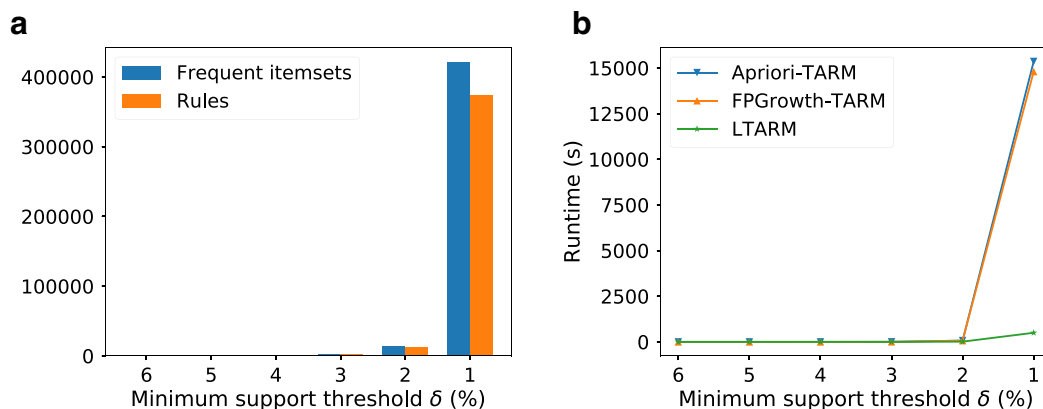 a
Frequent itemsets
Rules
400000
300000
200000
100000
0
6 5 4 3 2 1
Minimum support threshold δ (%)
b
Apriori-TARM
FPGrowth-TARM
LTARM
Runtime (s)
15000
12500
10000
7500
5000
2500
0
6 5 4 3 2 1
Minimum support threshold δ (%)